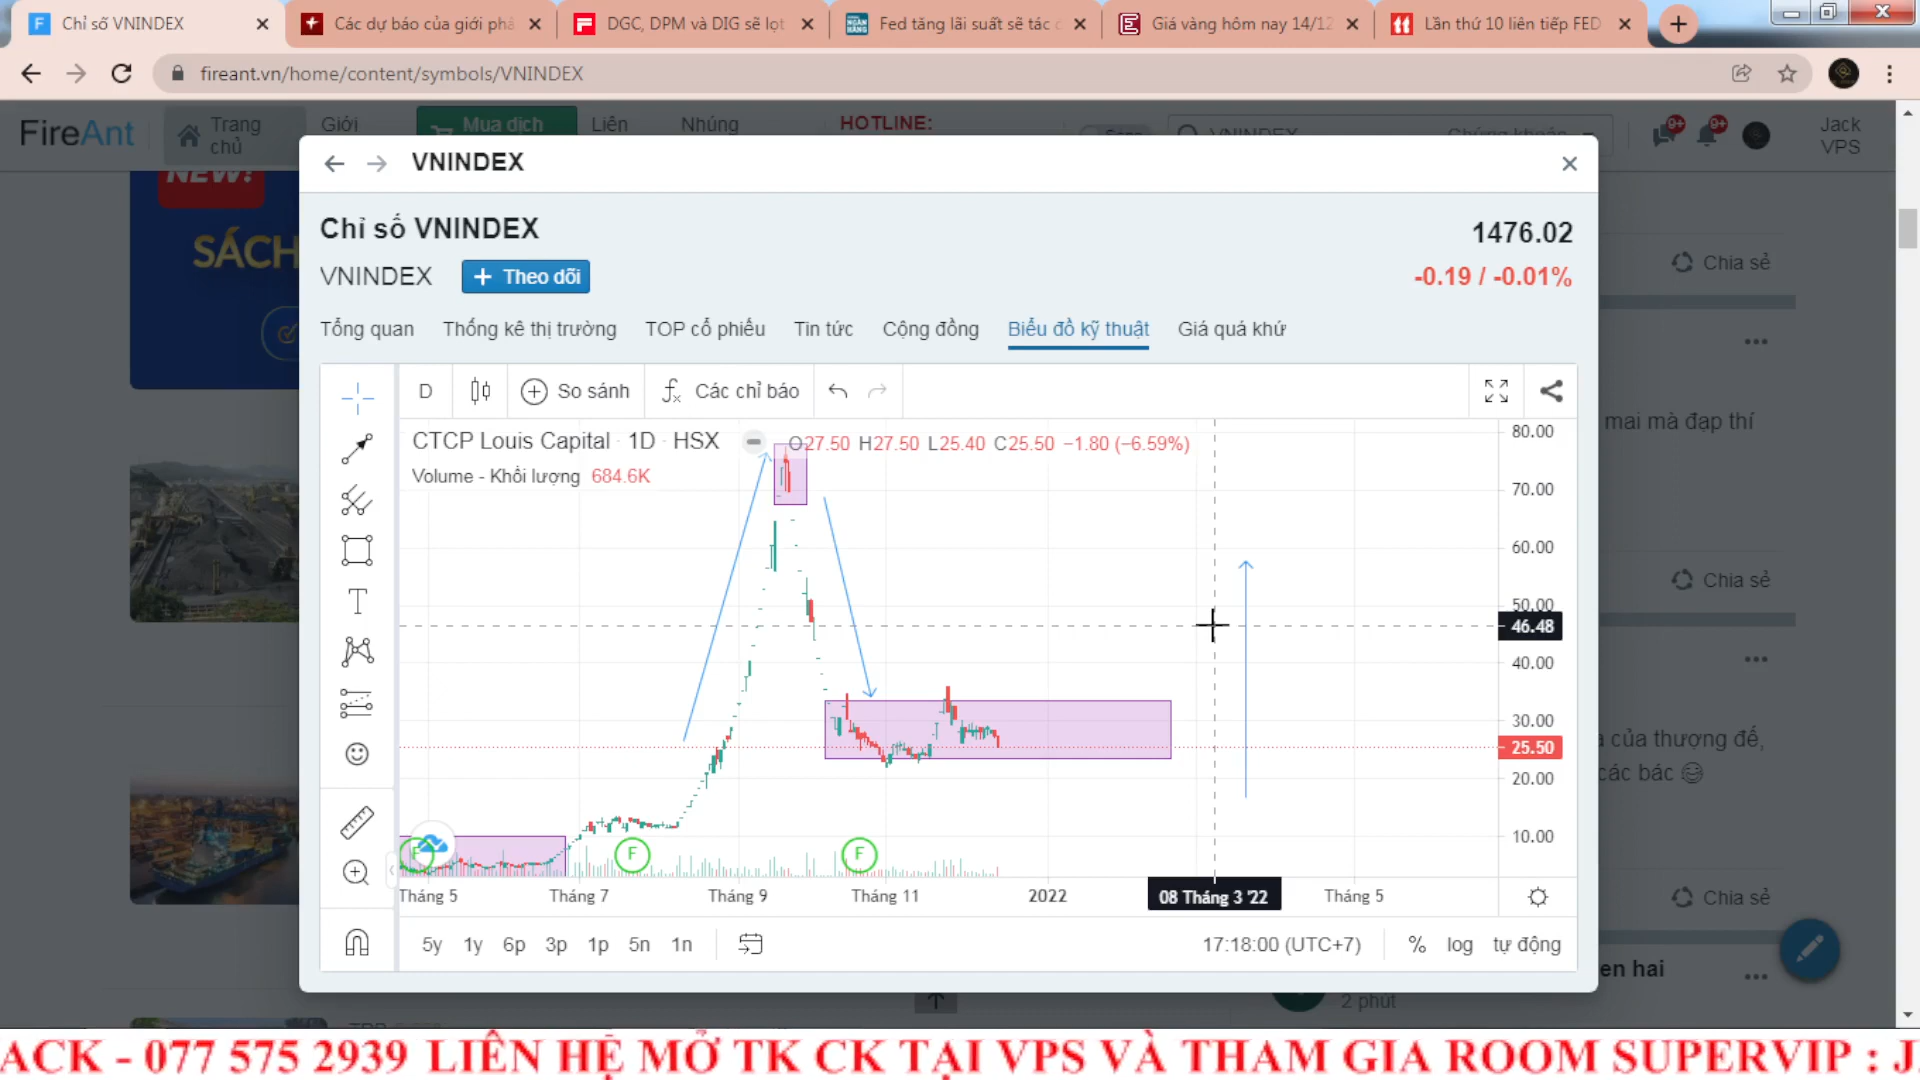 Chỉ số VNINDEX
Các dự báo của giới ph
DGC, DPM và DIG sẽ lọt
Fed tăng lãi suất sẽ tác
Giá vàng hôm nay 14/12
Lần thứ 10 liên tiếp FED
fireant.vn/home/content/symbols/VNINDEX
FireAnt
Trang chủ
Giới
Mua dịch
Liên
Nhúng
HOTLINE:
VNINDEX
Chứng khoán
9+
9+
Jack VPS
NEW!
SÁCH
VNINDEX
Chỉ số VNINDEX
1476.02
VNINDEX
+ Theo dõi
-0.19 / -0.01%
Tổng quan
Thống kê thị trường
TOP cổ phiếu
Tin tức
Cộng đồng
Biểu đồ kỹ thuật
Giá quá khứ
D
So sánh
Các chỉ báo
CTCP Louis Capital · 1D · HSX
O27.50 H27.50 L25.40 C25.50 −1.80 (−6.59%)
Volume - Khối lượng 684.6K
80.00
70.00
60.00
50.00
46.48
40.00
30.00
25.50
20.00
10.00
F
F
F
Tháng 5
Tháng 7
Tháng 9
Tháng 11
2022
08 Tháng 3 '22
Tháng 5
5y 1y 6p 3p 1p 5n 1n
17:18:00 (UTC+7)
% log tự động
Chia sẻ
mai mà đạp thí
Chia sẻ
của thượng đế,
các bác
Chia sẻ
en hai
2 phút
ACK - 077 575 2939 LIÊN HỆ MỞ TK CK TẠI VPS VÀ THAM GIA ROOM SUPERVIP : J